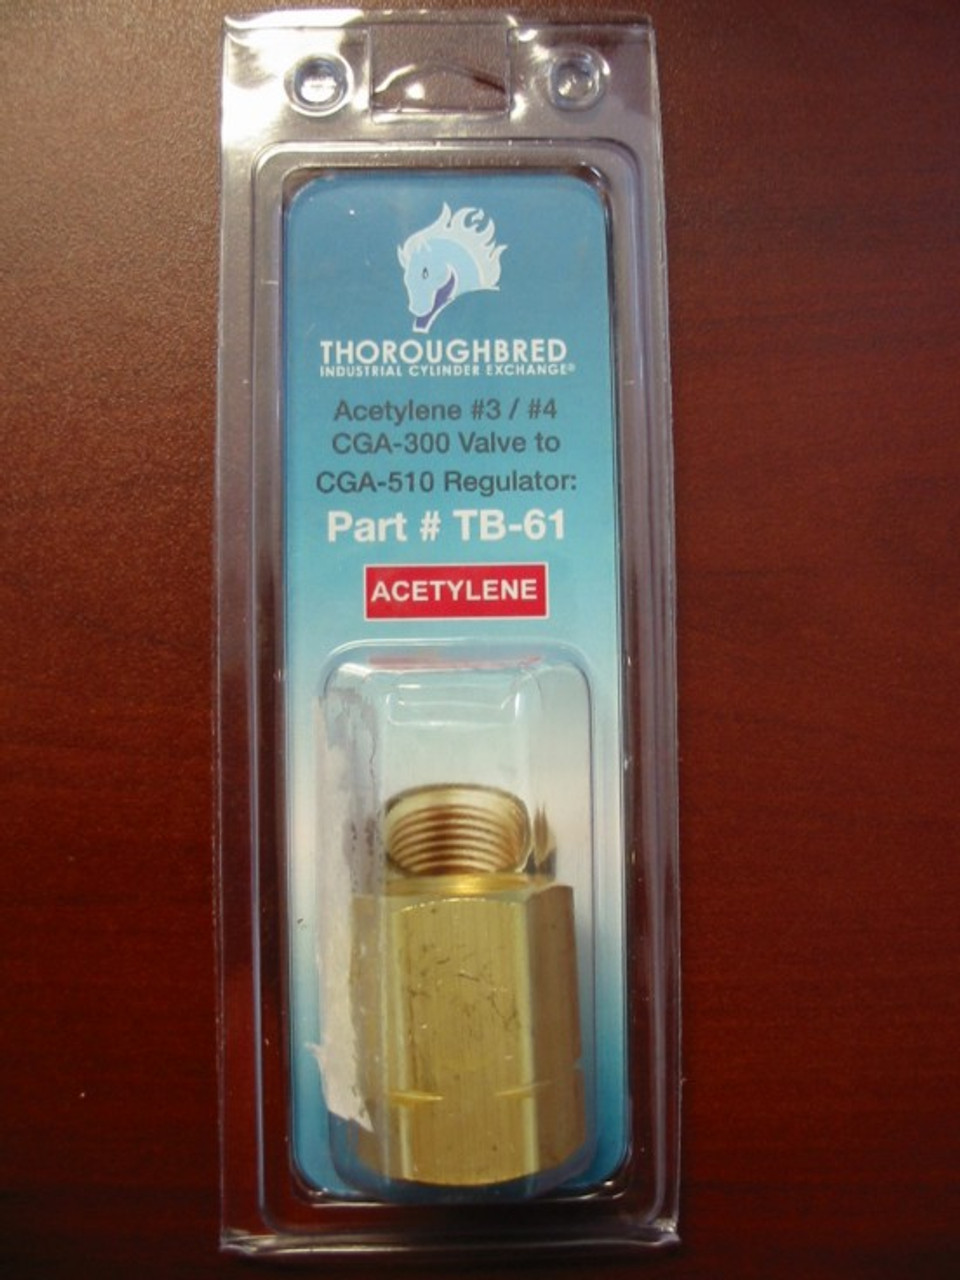 THOROUGHBRED
INDUSTRIAL CYLINDER EXCHANGE®
Acetylene #3 / #4
CGA-300 Valve to
CGA-510 Regulator:
Part # TB-61
ACETYLENE